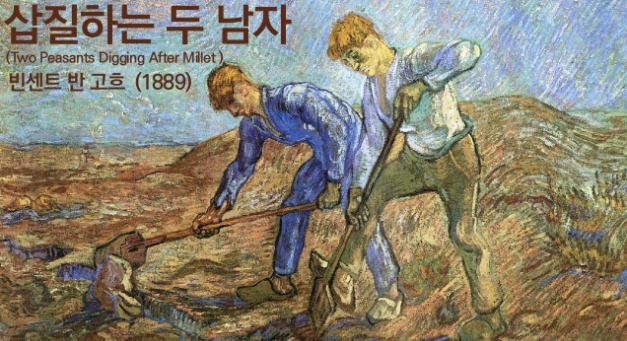 삽질하는 두 남자
(Two Peasants Digging After Millet )
빈센트 반 고흐 (1889)